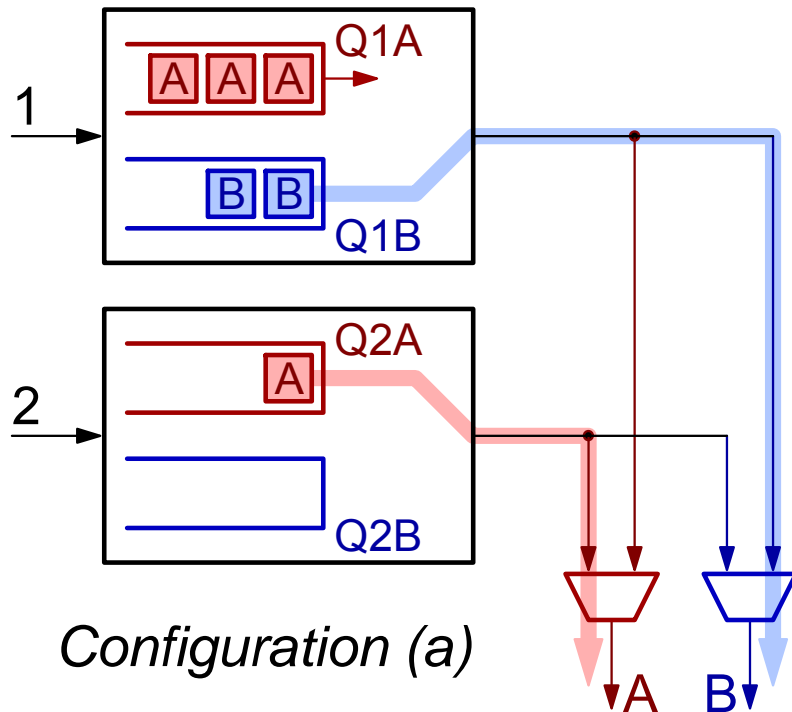 Q1A
A A A
1
B B
Q1B
Q2A
A
2
Q2B
Configuration (a)
A B